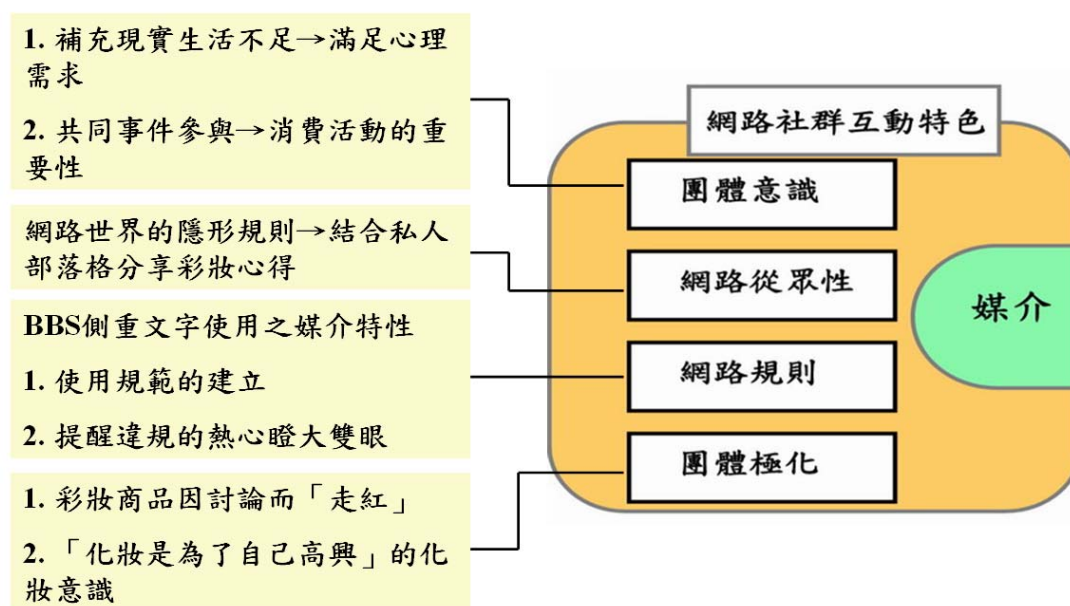 1. 補充現實生活不足→滿足心理
需求
2. 共同事件參與→消費活動的重
要性
網路世界的隱形規則→結合私人
部落格分享彩妝心得
BBS側重文字使用之媒介特性
1. 使用規範的建立
2. 提醒違規的熱心瞪大雙眼
1. 彩妝商品因討論而「走紅」
2. 「化妝是為了自己高興」的化
妝意識
網路社群互動特色
團體意識
網路從眾性
網路規則
團體極化
媒介